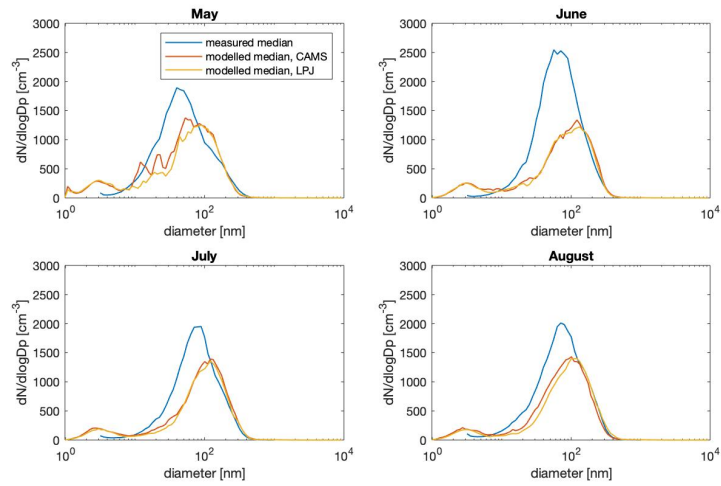 May
3000
2500
2000
1500
1000
500
0
dN/dlogDp [cm⁻³]
measured median
modelled median, CAMS
modelled median, LPJ
10⁰ 10² 10⁴
diameter [nm]
June
3000
2500
2000
1500
1000
500
0
dN/dlogDp [cm⁻³]
10⁰ 10² 10⁴
diameter [nm]
July
3000
2500
2000
1500
1000
500
0
dN/dlogDp [cm⁻³]
10⁰ 10² 10⁴
diameter [nm]
August
3000
2500
2000
1500
1000
500
0
dN/dlogDp [cm⁻³]
10⁰ 10² 10⁴
diameter [nm]